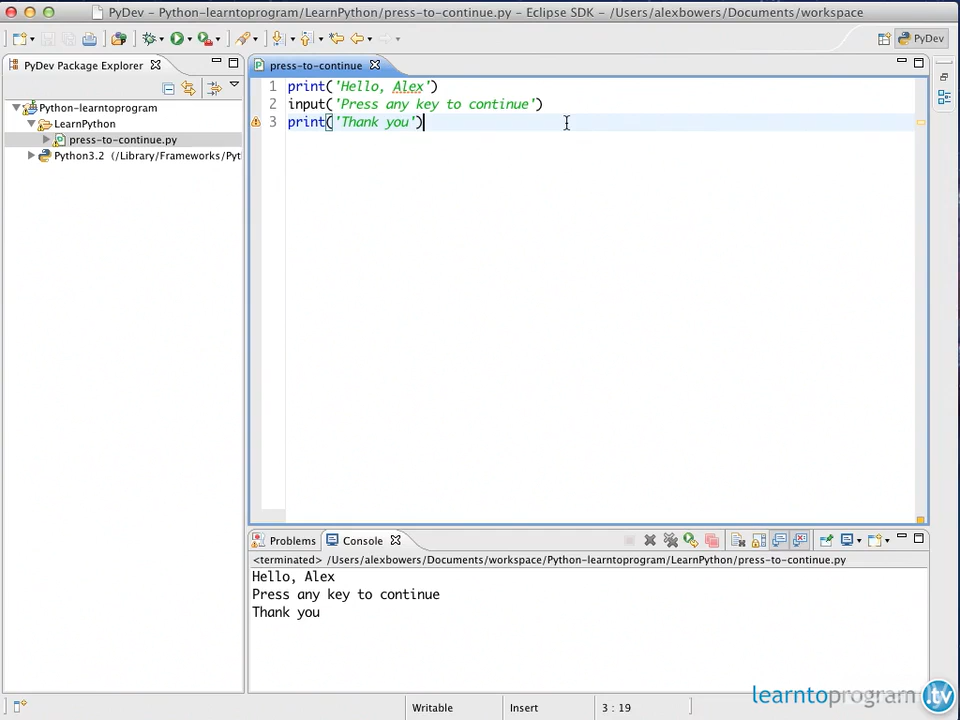 PyDev – Python-learntoprogram/LearnPython/press-to-continue.py – Eclipse SDK – /Users/alexbowers/Documents/workspace
PyDev
PyDev Package Explorer
Python-learntoprogram
LearnPython
press-to-continue.py
Python3.2 (/Library/Frameworks/Pyt
press-to-continue
1 print('Hello, Alex')
2 input('Press any key to continue')
3 print('Thank you')
Problems Console
<terminated> /Users/alexbowers/Documents/workspace/Python-learntoprogram/LearnPython/press-to-continue.py
Hello, Alex
Press any key to continue
Thank you
learntoprogram.tv
Writable Insert 3 : 19